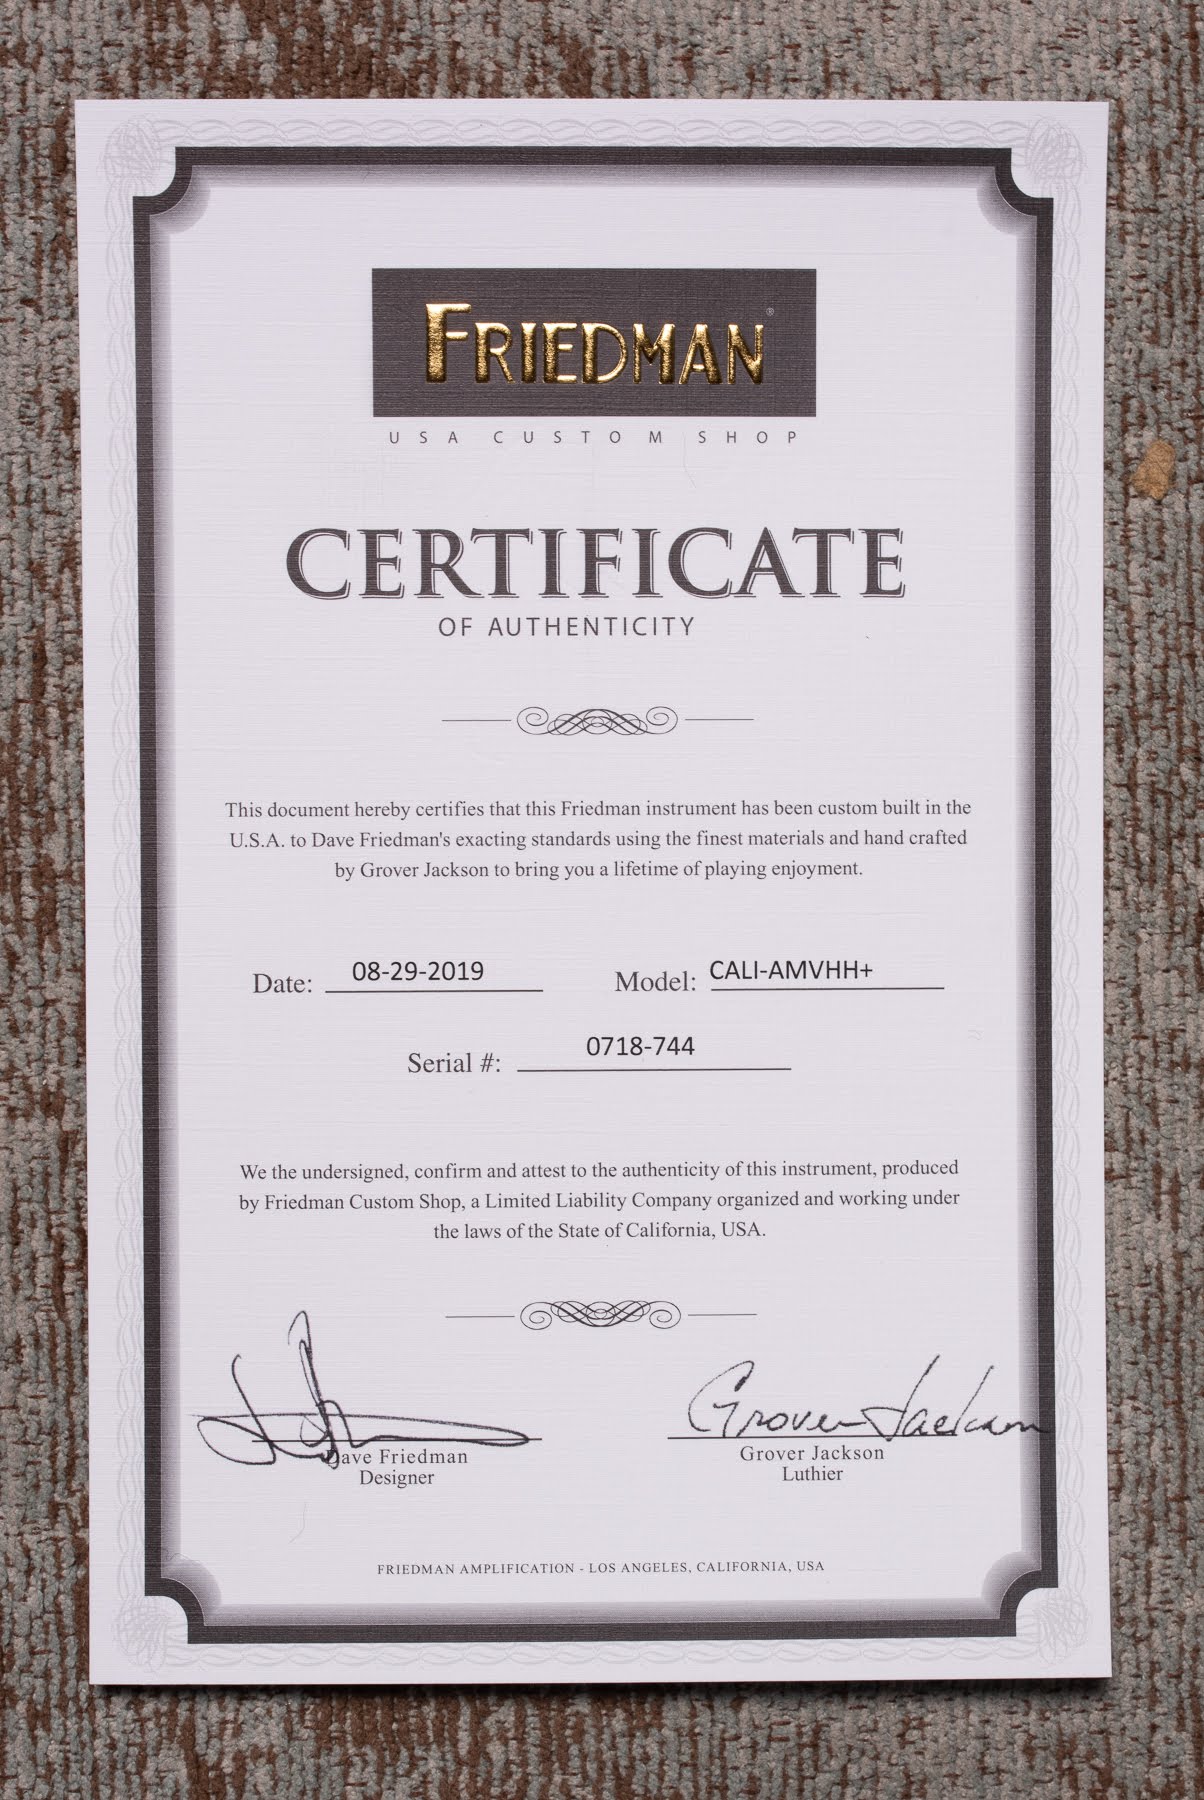 FRIEDMAN®
USA CUSTOM SHOP
CERTIFICATE
OF AUTHENTICITY
This document hereby certifies that this Friedman instrument has been custom built in the
U.S.A. to Dave Friedman's exacting standards using the finest materials and hand crafted
by Grover Jackson to bring you a lifetime of playing enjoyment.
Date: 08-29-2019 Model: CALI-AMVHH+
Serial #: 0718-744
We the undersigned, confirm and attest to the authenticity of this instrument, produced
by Friedman Custom Shop, a Limited Liability Company organized and working under
the laws of the State of California, USA.
Grover Jackson
Dave Friedman Grover Jackson
Designer Luthier
FRIEDMAN AMPLIFICATION - LOS ANGELES, CALIFORNIA, USA